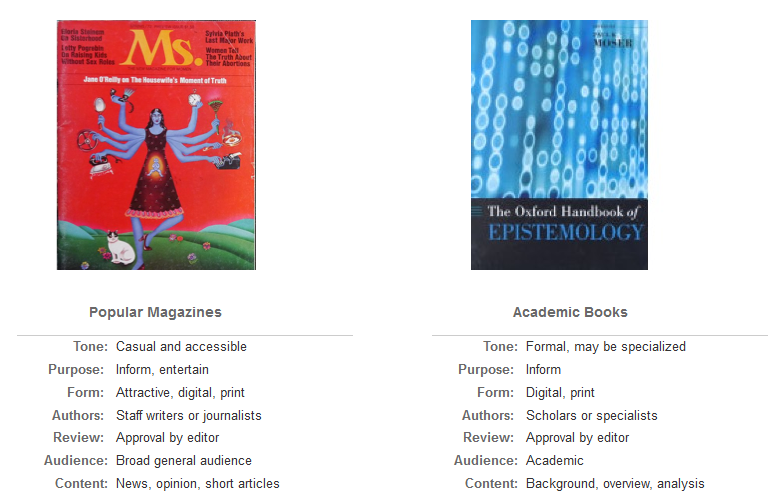 Gloria Steinem
On Sisterhood
Letty Pogrebin
On Raising Kids
Without Sex Roles
Ms.
Sylvia Plath's
Last Major Work
Women Tell
The Truth About
Their Abortions
Jane O'Reilly on The Housewife's Moment of Truth
PAUL K.
MOSER
The Oxford Handbook of
EPISTEMOLOGY
Popular Magazines
Tone: Casual and accessible
Purpose: Inform, entertain
Form: Attractive, digital, print
Authors: Staff writers or journalists
Review: Approval by editor
Audience: Broad general audience
Content: News, opinion, short articles
Academic Books
Tone: Formal, may be specialized
Purpose: Inform
Form: Digital, print
Authors: Scholars or specialists
Review: Approval by editor
Audience: Academic
Content: Background, overview, analysis